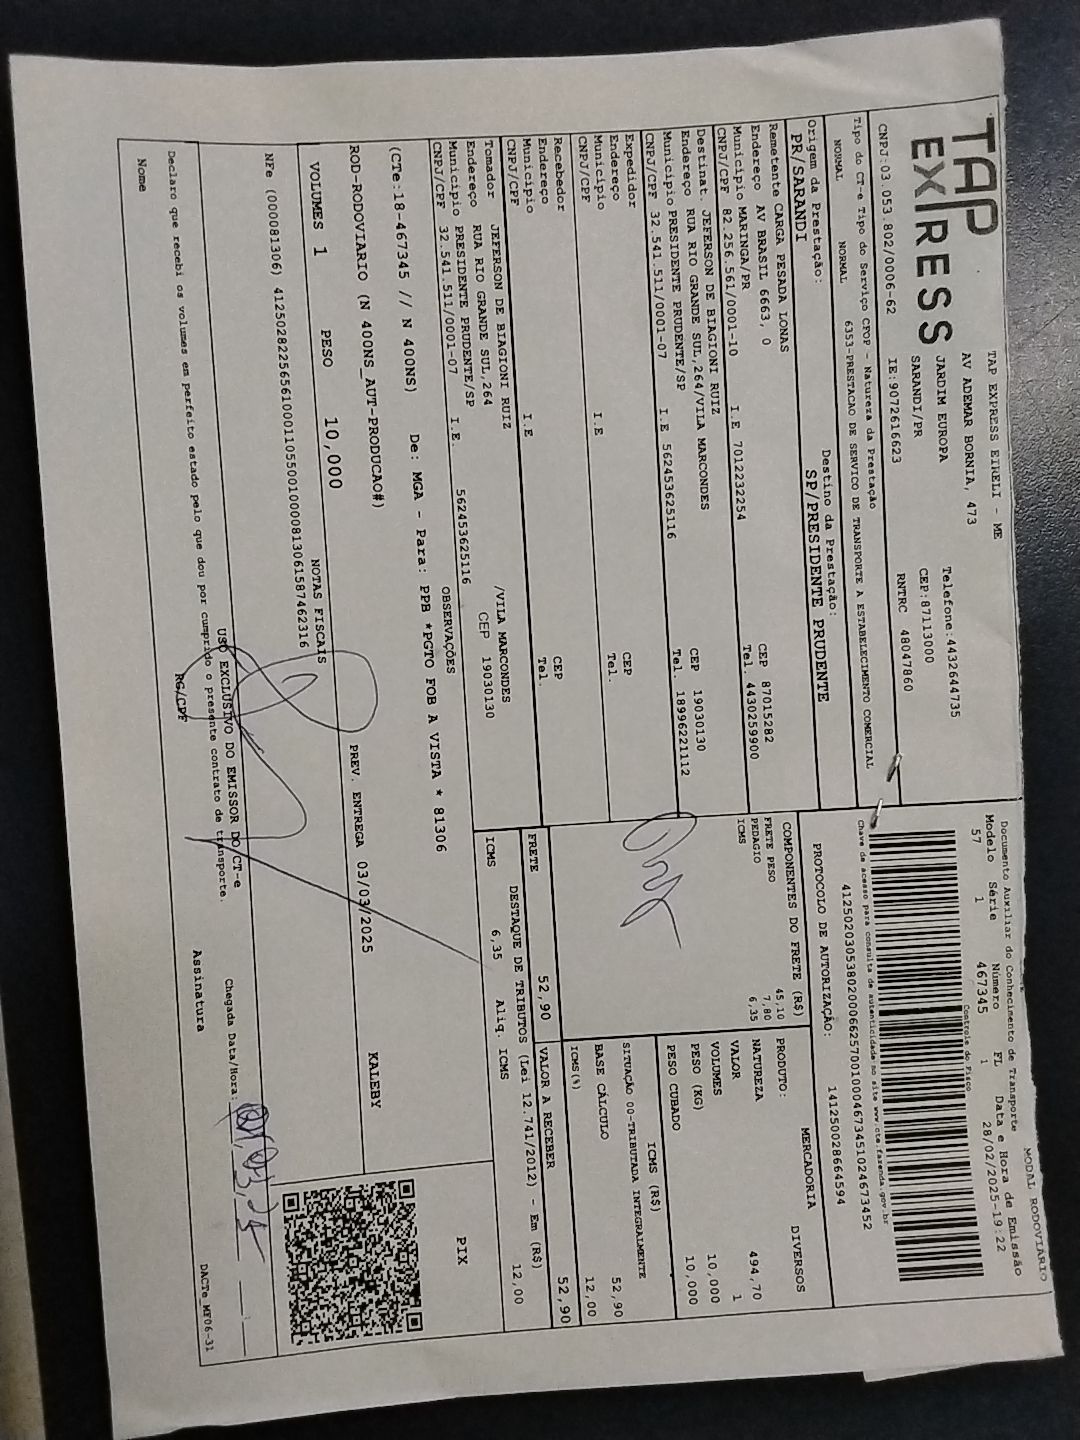 TAP EXPRESS
TAP EXPRESS EIRELI - ME
AV ADEMAR BORNIA, 473
JARDIM EUROPA
SARANDI/PR
Telefone:4432644735
CEP:87113000
CNPJ:03.053.802/0006-62
IE:9072616623
RNTRC 48047860
MODAL RODOVIÁRIO
Documento Auxiliar do Conhecimento de Transporte
Modelo Série Número FL Data e Hora de Emissão
57 1 467345 1 28/02/2025-19:22
Controle do Fisco
Chave de acesso para consulta de autenticidade no site www.cte.fazenda.gov.br
41250203053802000662570010004673451024673452
PROTOCOLO DE AUTORIZAÇÃO:
141250028664594
Tipo do CT-e Tipo do Serviço CFOP - Natureza da Prestação
NORMAL NORMAL 6353-PRESTACAO DE SERVICO DE TRANSPORTE A ESTABELECIMENTO COMERCIAL
Origem da Prestação:
PR/SARANDI
Destino da Prestação:
SP/PRESIDENTE PRUDENTE
Remetente CARGA PESADA LONAS
Endereço AV BRASIL 6663, 0
Município MARINGA/PR CEP 87015282
CNPJ/CPF 82.256.561/0001-10 I.E 7012232254 Tel. 4430259900
Destinat. JEFERSON DE BIAGIONI RUIZ
Endereço RUA RIO GRANDE SUL,264/VILA MARCONDES
Município PRESIDENTE PRUDENTE/SP CEP 19030130
CNPJ/CPF 32.541.511/0001-07 I.E 562453625116 Tel. 18996221112
Expedidor
Endereço
Município CEP
CNPJ/CPF I.E Tel.
Recebedor
Endereço
Município CEP
CNPJ/CPF I.E Tel.
Tomador JEFERSON DE BIAGIONI RUIZ
Endereço RUA RIO GRANDE SUL,264 /VILA MARCONDES
Município PRESIDENTE PRUDENTE/SP CEP 19030130
CNPJ/CPF 32.541.511/0001-07 I.E. 562453625116
COMPONENTES DO FRETE (R$)
FRETE PESO 45,10
PEDAGIO 7,80
ICMS 6,35
FRETE 52,90
PRODUTO: MERCADORIA
NATUREZA DIVERSOS
VALOR 494,70
VOLUMES 1
PESO (KG) 10,000
PESO CUBADO 10,000
ICMS (R$)
SITUAÇÃO 00-TRIBUTADA INTEGRALMENTE
BASE CÁLCULO 52,90
ICMS(%) 12,00
VALOR A RECEBER 52,90
DESTAQUE DE TRIBUTOS (Lei 12.741/2012) - Em (R$)
ICMS 6,35 Aliq. ICMS 12,00
OBSERVAÇÕES
(CTe:18-467345 // N 400NS) De: MGA - Para: PPB *PGTO FOB A VISTA * 81306
PIX
ROD-RODOVIARIO (N 400NS_AUT-PRODUCAO#)
PREV. ENTREGA 03/03/2025 KALEBY
VOLUMES 1 PESO 10,000
NOTAS FISCAIS
NFe (000081306) 41250282256561000110550010000813061587462316
USO EXCLUSIVO DO EMISSOR DO CT-e
Declaro que recebi os volumes em perfeito estado pelo que dou por cumprido o presente contrato de transporte.
Chegada Data/Hora:
Nome
RG/CPF
Assinatura
DACTe_MF06-31